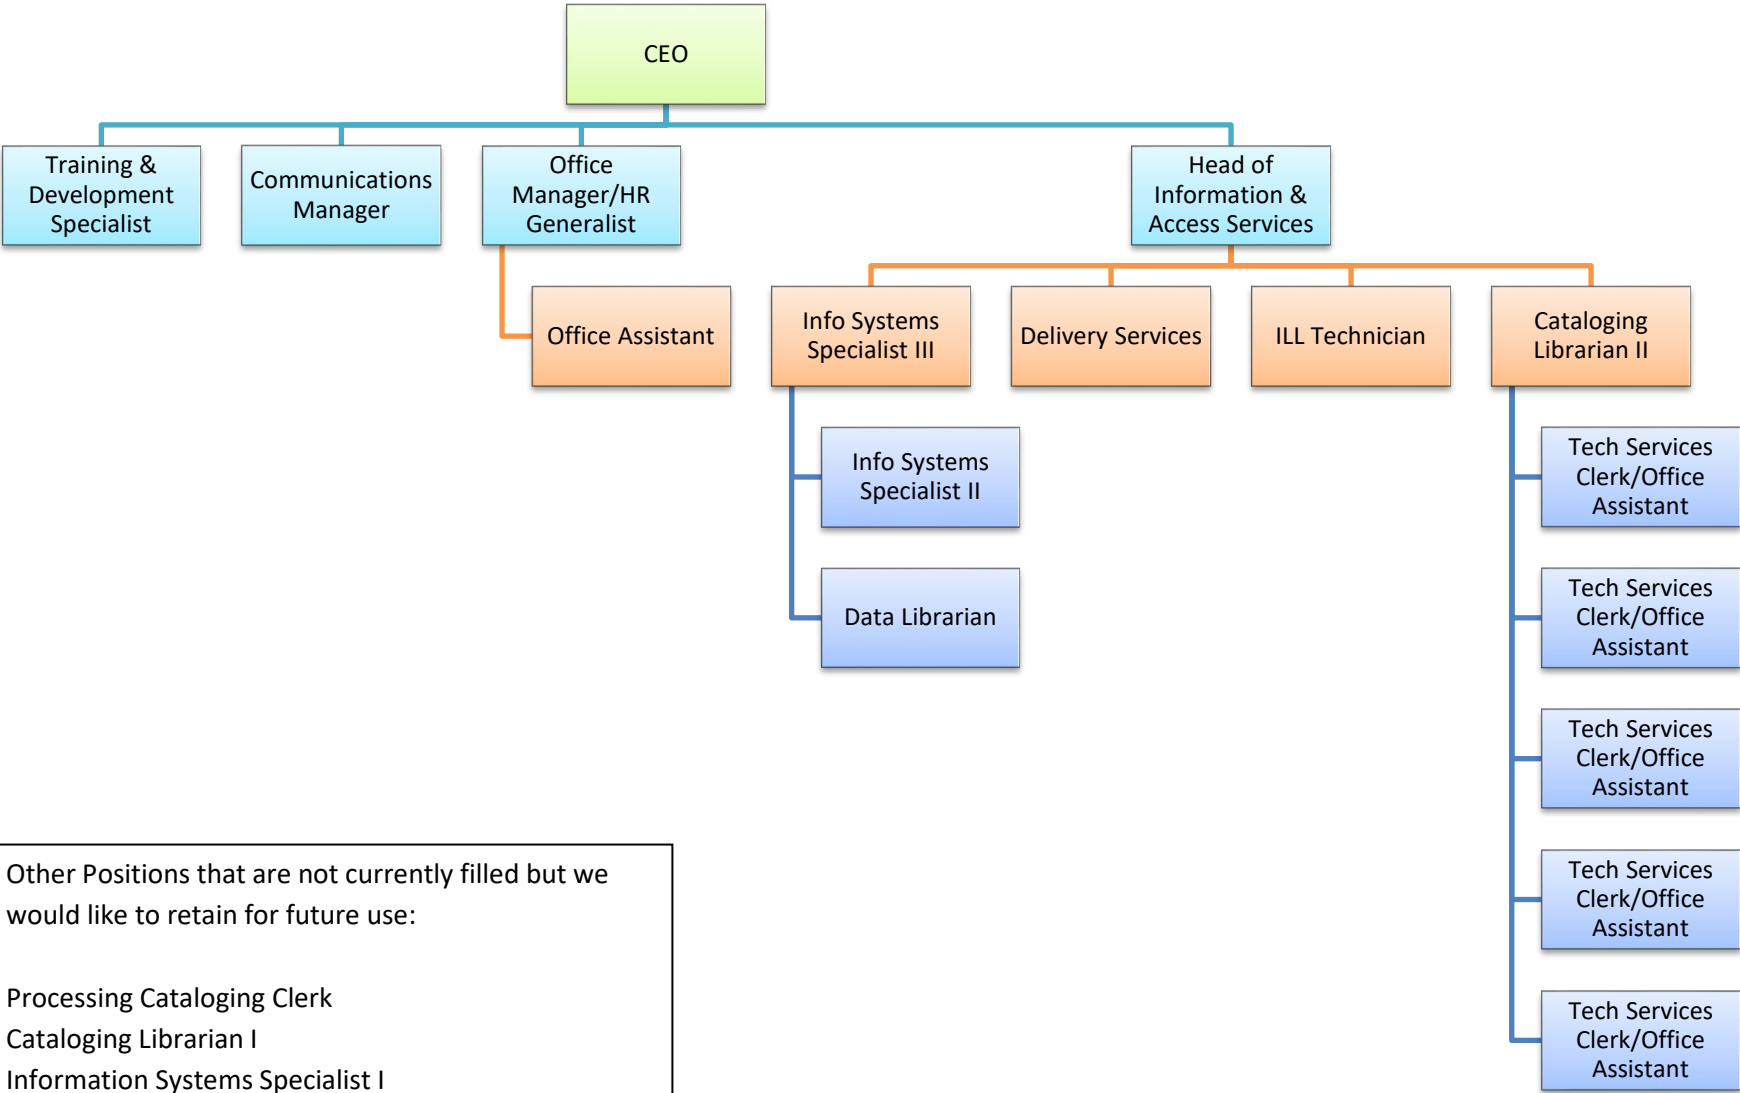 CEO
Training &
Development
Specialist
Communications
Manager
Office
Manager/HR
Generalist
Head of
Information &
Access Services
Office Assistant
Info Systems
Specialist III
Delivery Services
ILL Technician
Cataloging
Librarian II
Info Systems
Specialist II
Data Librarian
Tech Services
Clerk/Office
Assistant
Tech Services
Clerk/Office
Assistant
Tech Services
Clerk/Office
Assistant
Tech Services
Clerk/Office
Assistant
Tech Services
Clerk/Office
Assistant
Other Positions that are not currently filled but we
would like to retain for future use:
Processing Cataloging Clerk
Cataloging Librarian I
Information Systems Specialist I